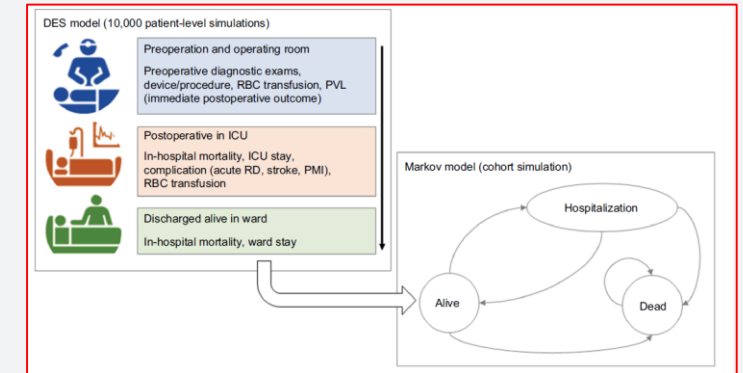 DES model (10,000 patient-level simulations)
Preoperation and operating room
Preoperative diagnostic exams,
device/procedure, RBC transfusion, PVL
(immediate postoperative outcome)
Postoperative in ICU
In-hospital mortality, ICU stay,
complication (acute RD, stroke, PMI),
RBC transfusion
Discharged alive in ward
In-hospital mortality, ward stay
Markov model (cohort simulation)
Hospitalization
Alive
Dead